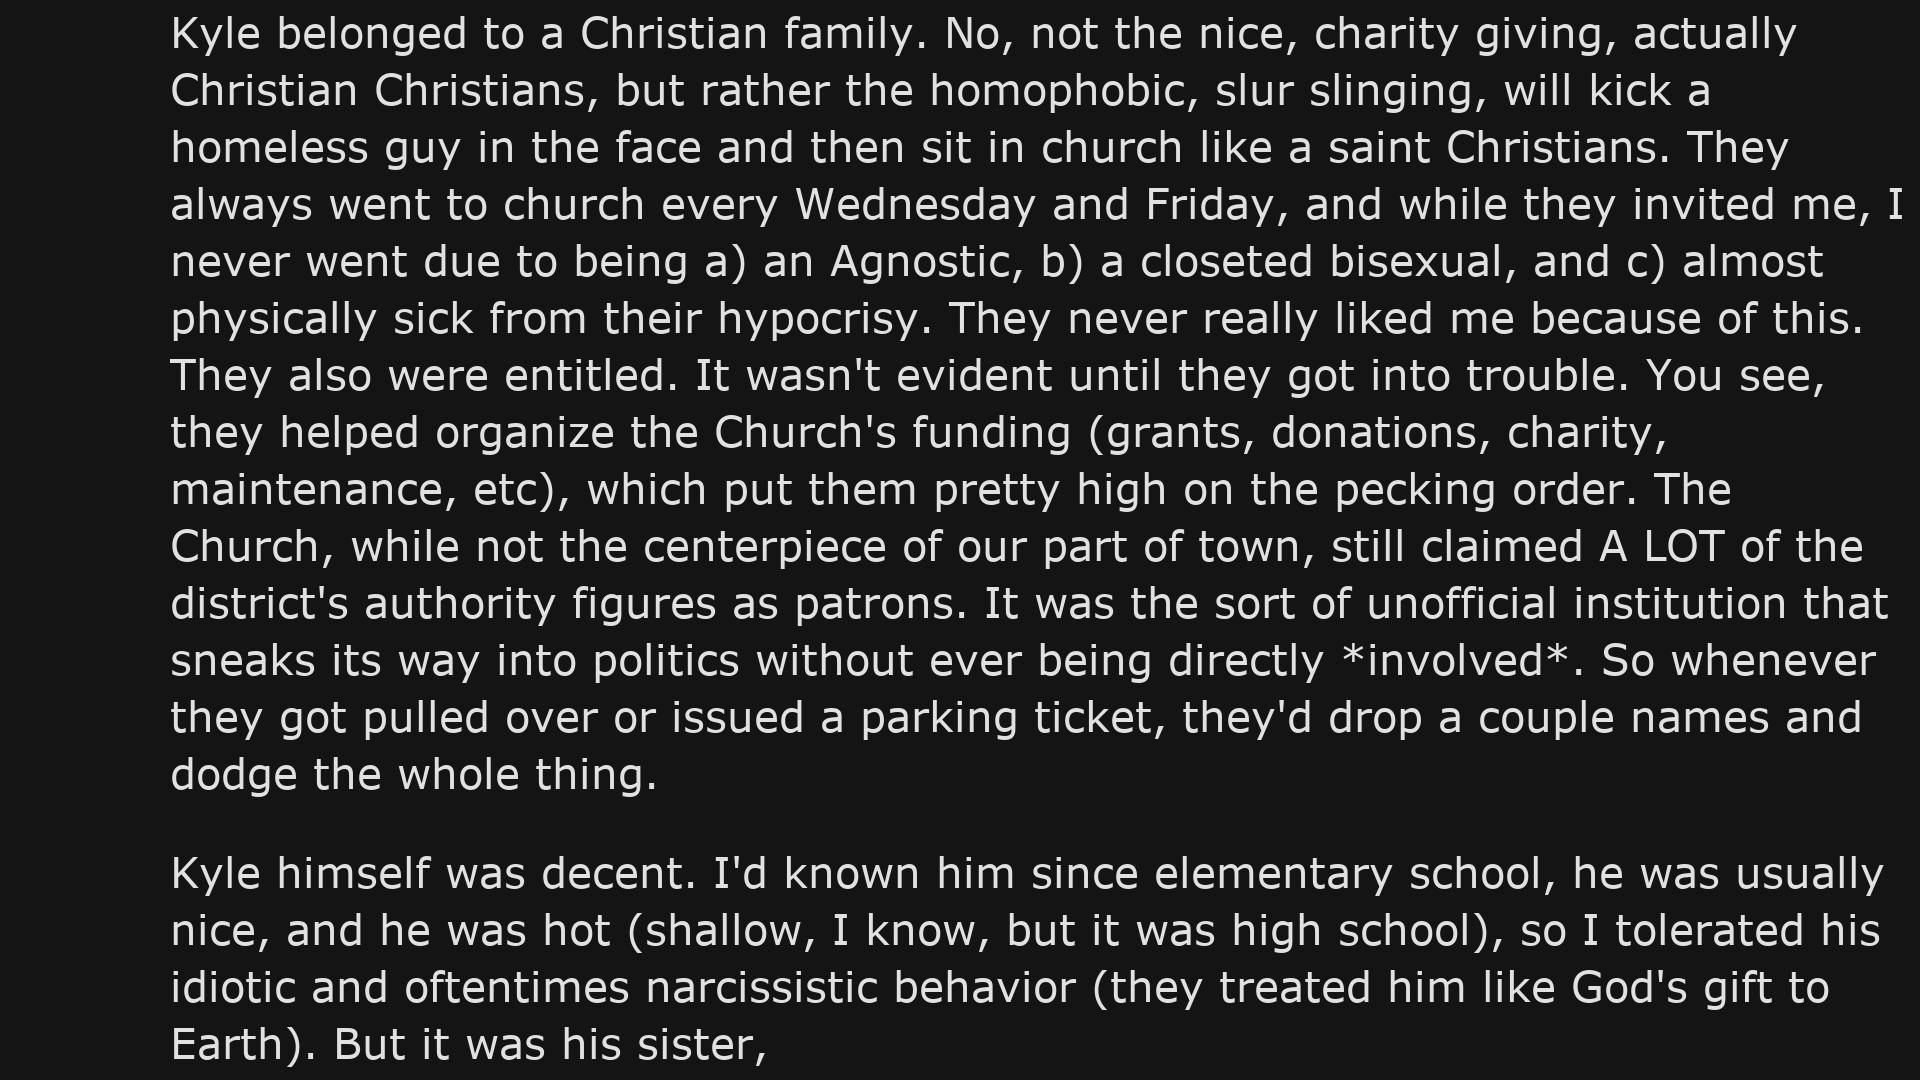 Kyle belonged to a Christian family. No, not the nice, charity giving, actually
Christian Christians, but rather the homophobic, slur slinging, will kick a
homeless guy in the face and then sit in church like a saint Christians. They
always went to church every Wednesday and Friday, and while they invited me, I
never went due to being a) an Agnostic, b) a closeted bisexual, and c) almost
physically sick from their hypocrisy. They never really liked me because of this.
They also were entitled. It wasn't evident until they got into trouble. You see,
they helped organize the Church's funding (grants, donations, charity,
maintenance, etc), which put them pretty high on the pecking order. The
Church, while not the centerpiece of our part of town, still claimed A LOT of the
district's authority figures as patrons. It was the sort of unofficial institution that
sneaks its way into politics without ever being directly *involved*. So whenever
they got pulled over or issued a parking ticket, they'd drop a couple names and
dodge the whole thing.
Kyle himself was decent. I'd known him since elementary school, he was usually
nice, and he was hot (shallow, I know, but it was high school), so I tolerated his
idiotic and oftentimes narcissistic behavior (they treated him like God's gift to
Earth). But it was his sister,